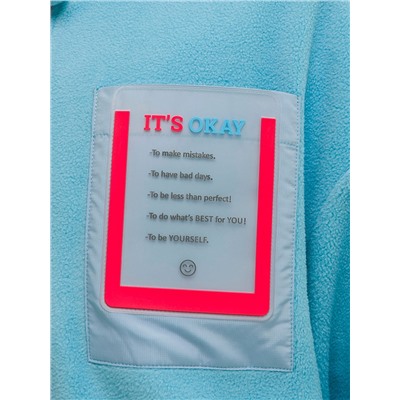 IT'S OKAY
-To make mistakes.
-To have bad days.
-To be less than perfect!
-To do what's BEST for YOU!
-To be YOURSELF.